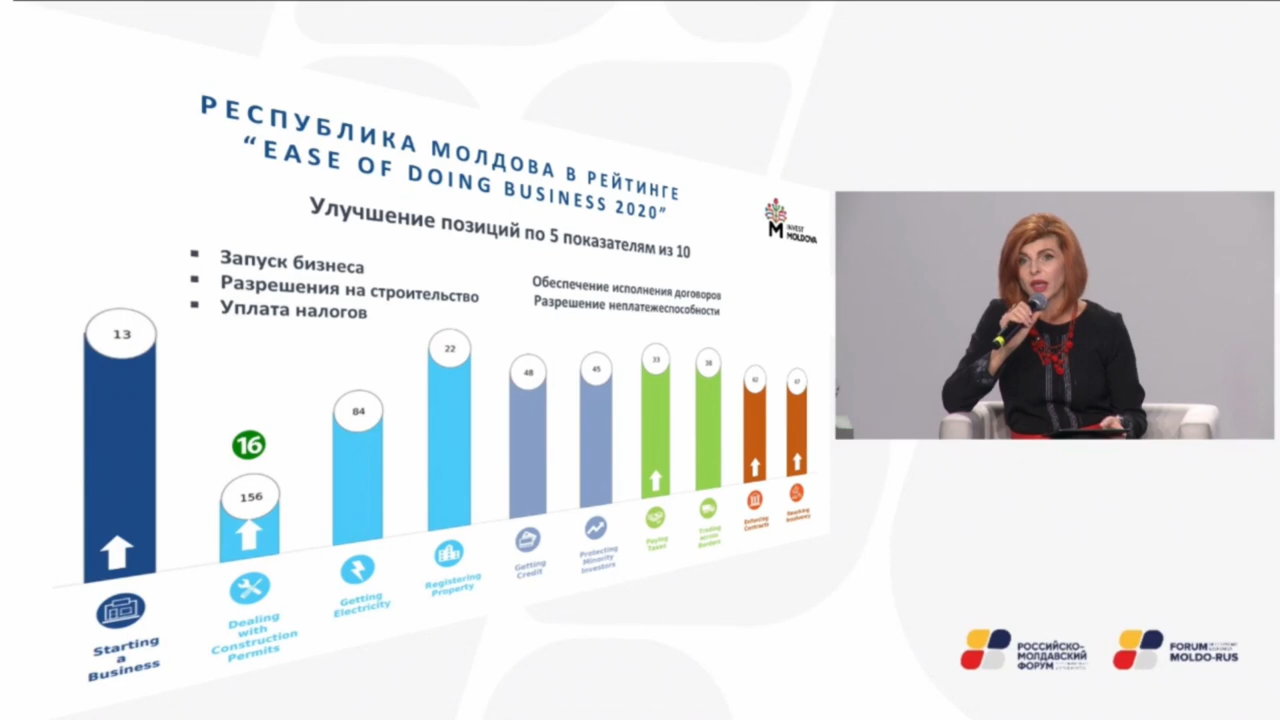 РЕСПУБЛИКА МОЛДОВА В РЕЙТИНГЕ
“EASE OF DOING BUSINESS 2020”
Улучшение позиций по 5 показателям из 10
INVEST
MOLDOVA
▪ Запуск бизнеса
▪ Разрешения на строительство
▪ Уплата налогов
Обеспечение исполнения договоров
Разрешение неплатежеспособности
13
16
156
84
22
48
45
33
38
62
67
Starting
a
Business
Dealing
with
Construction
Permits
Getting
Electricity
Registering
Property
Getting
Credit
Protecting
Minority
Investors
Paying
Taxes
Trading
across
Borders
Enforcing
Contracts
Resolving
Insolvency
РОССИЙСКО-
МОЛДАВСКИЙ
ФОРУМ
FORUM
MOLDO-RUS